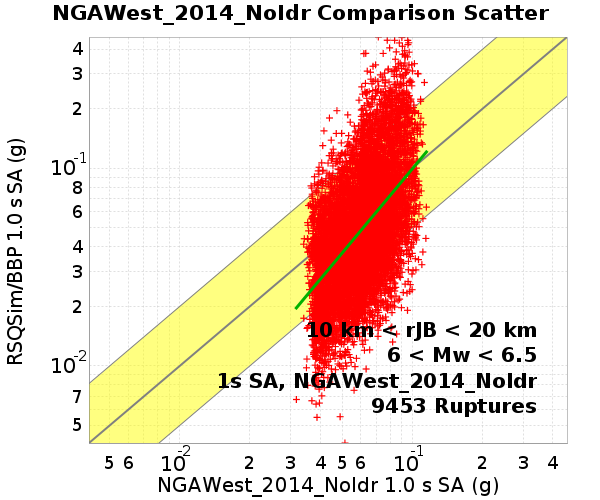 NGAWest_2014_NoIdr Comparison Scatter
RSQSim/BBP 1.0 s SA (g)
4
3
2
10-1
8
6
4
3
2
10-2
7
5
10 km < rJB < 20 km
6 < Mw < 6.5
1s SA, NGAWest_2014_NoIdr
9453 Ruptures
5 6 10-2 2 3 4 5 6 10-1 2 3 4
NGAWest_2014_NoIdr 1.0 s SA (g)